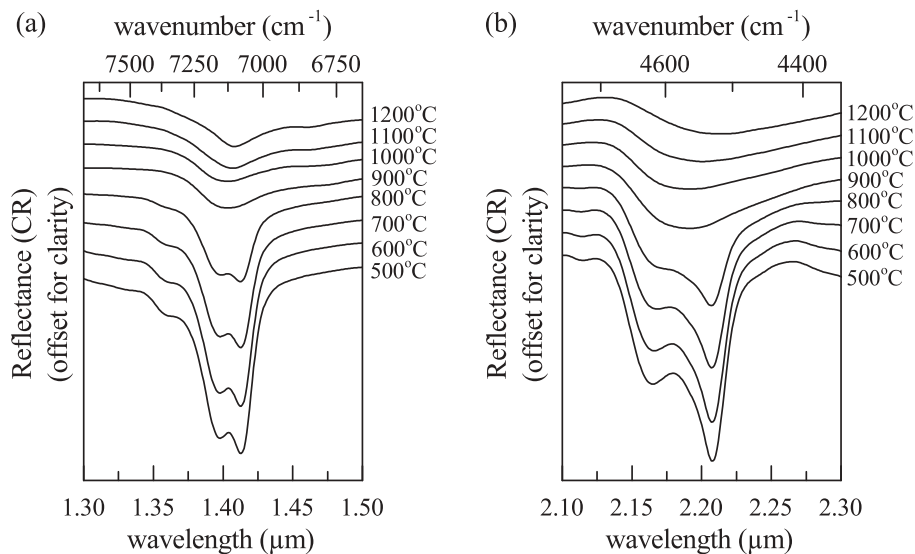 (a)
wavenumber (cm-1)
7500 7250 7000 6750
1200°C
1100°C
1000°C
900°C
800°C
700°C
600°C
500°C
Reflectance (CR)
(offset for clarity)
1.30 1.35 1.40 1.45 1.50
wavelength (µm)
(b)
wavenumber (cm-1)
4600 4400
1200°C
1100°C
1000°C
900°C
800°C
700°C
600°C
500°C
Reflectance (CR)
(offset for clarity)
2.10 2.15 2.20 2.25 2.30
wavelength (µm)